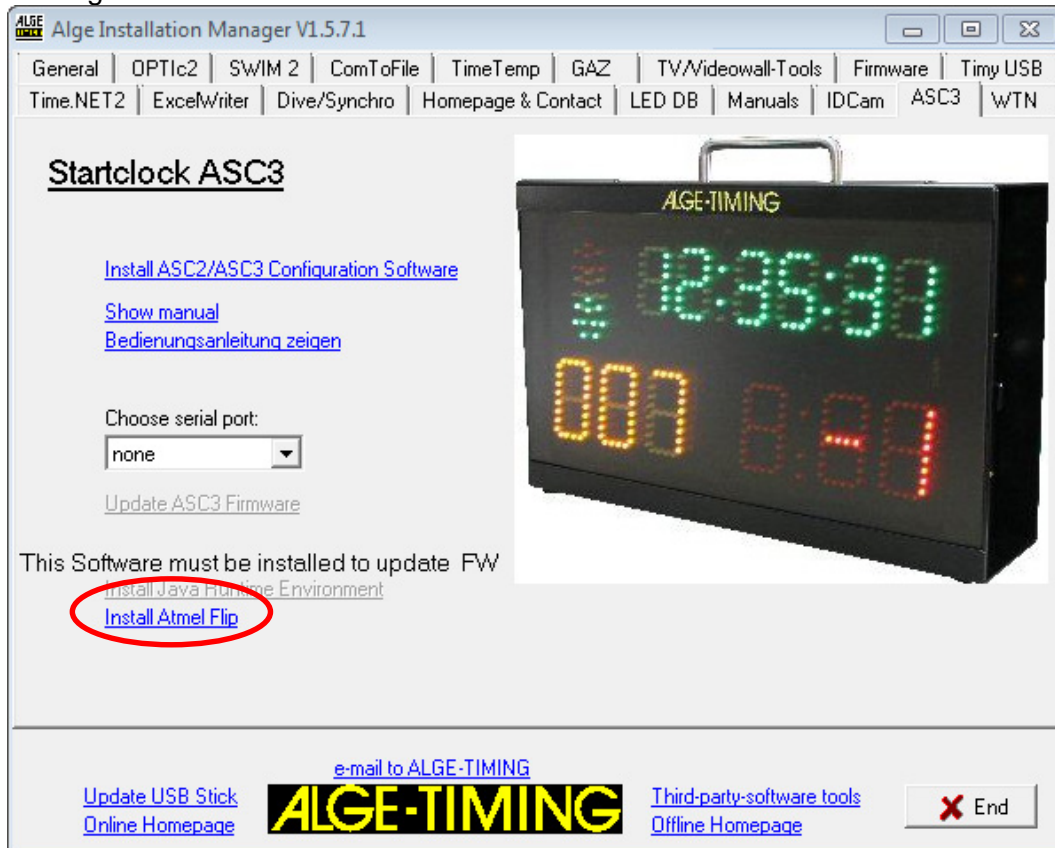 ALGE
TIMING
Alge Installation Manager V1.5.7.1
General OPTIc2 SWIM 2 ComToFile TimeTemp GAZ TV/Videowall-Tools Firmware Timy USB
Time.NET2 ExcelWriter Dive/Synchro Homepage & Contact LED DB Manuals IDCam ASC3 WTN
Startclock ASC3
ALGE-TIMING
12:35:31
007
-1
Install ASC2/ASC3 Configuration Software
Show manual
Bedienungsanleitung zeigen
Choose serial port:
none
Update ASC3 Firmware
This Software must be installed to update FW
Install Java Runtime Environment
Install Atmel Flip
e-mail to ALGE-TIMING
Update USB Stick
Online Homepage
ALGE-TIMING
Third-party-software tools
Offline Homepage
End